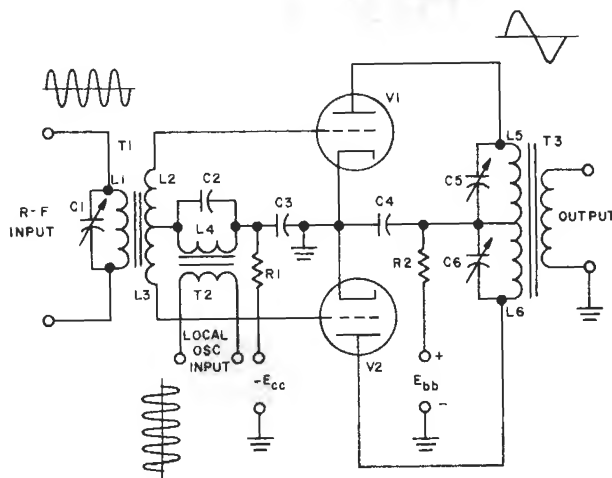 V1
T1
L5
T3
L1
L2
C2
C5
C1
C3
C4
R-F
INPUT
L4
OUTPUT
R1
R2
C6
L3
T2
L6
LOCAL
OSC
INPUT
V2
+
-Ecc
Ebb
-